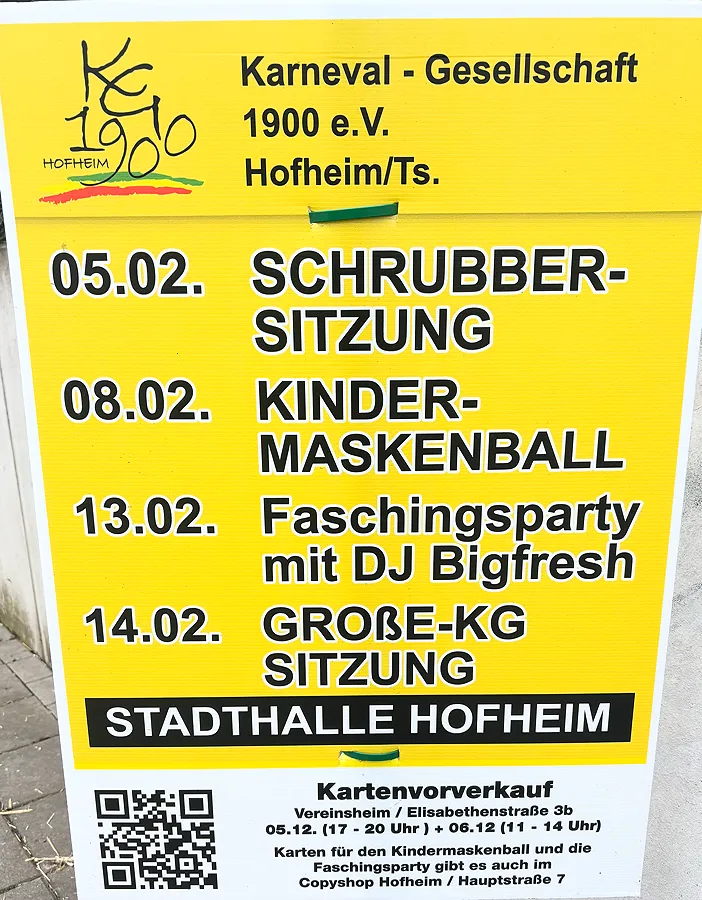 KG
1900
HOFHEIM
Karneval - Gesellschaft
1900 e.V.
Hofheim/Ts.
05.02. SCHRUBBER-
SITZUNG
08.02. KINDER-
MASKENBALL
13.02. Faschingsparty
mit DJ Bigfresh
14.02. GROßE-KG
SITZUNG
STADTHALLE HOFHEIM
Kartenvorverkauf
Vereinsheim / Elisabethenstraße 3b
05.12. (17 - 20 Uhr ) + 06.12 (11 - 14 Uhr)
Karten für den Kindermaskenball und die
Faschingsparty gibt es auch im
Copyshop Hofheim / Hauptstraße 7